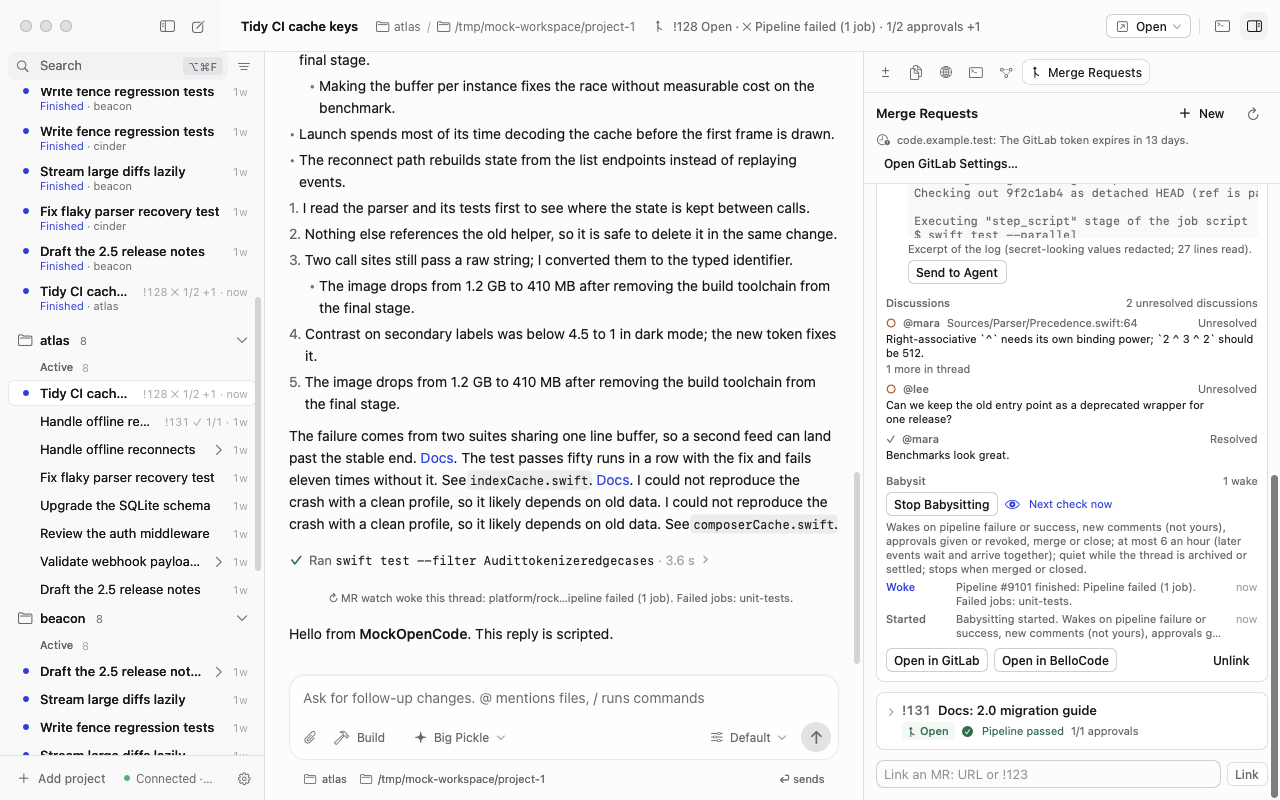 Tidy CI cache keys
atlas / /tmp/mock-workspace/project-1
!128 Open · × Pipeline failed (1 job) · 1/2 approvals +1
Open
Search ⌥⌘F
Write fence regression tests 1w
Finished · beacon
Write fence regression tests 1w
Finished · cinder
Stream large diffs lazily 1w
Finished · beacon
Fix flaky parser recovery test 1w
Finished · cinder
Draft the 2.5 release notes 1w
Finished · beacon
Tidy CI cach... !128 × 1/2 +1 · now
Finished · atlas
atlas 8
Active 8
Tidy CI cach... !128 × 1/2 +1 · now
Handle offline re... !131 ✓ 1/1 · 1w
Handle offline reconnects 1w
Fix flaky parser recovery test 1w
Upgrade the SQLite schema 1w
Review the auth middleware 1w
Validate webhook payloa... 1w
Draft the 2.5 release notes 1w
beacon 8
Active 8
Draft the 2.5 release not... 1w
Stream large diffs lazily 1w
Write fence regression tests 1w
Stream large diffs lazily 1w
Add project
Connected ·...
final stage.
• Making the buffer per instance fixes the race without measurable cost on the
benchmark.
• Launch spends most of its time decoding the cache before the first frame is drawn.
• The reconnect path rebuilds state from the list endpoints instead of replaying
events.
1. I read the parser and its tests first to see where the state is kept between calls.
2. Nothing else references the old helper, so it is safe to delete it in the same change.
3. Two call sites still pass a raw string; I converted them to the typed identifier.
• The image drops from 1.2 GB to 410 MB after removing the build toolchain from
the final stage.
4. Contrast on secondary labels was below 4.5 to 1 in dark mode; the new token fixes
it.
5. The image drops from 1.2 GB to 410 MB after removing the build toolchain from
the final stage.
The failure comes from two suites sharing one line buffer, so a second feed can land
past the stable end. Docs. The test passes fifty runs in a row with the fix and fails
eleven times without it. See indexCache.swift. Docs. I could not reproduce the
crash with a clean profile, so it likely depends on old data. I could not reproduce the
crash with a clean profile, so it likely depends on old data. See composerCache.swift.
✓ Ran swift test --filter Audittokenizeredgecases · 3.6 s
MR watch woke this thread: platform/rock...ipeline failed (1 job). Failed jobs: unit-tests.
Hello from MockOpenCode. This reply is scripted.
Ask for follow-up changes. @ mentions files, / runs commands
Build
Big Pickle
Default
atlas /tmp/mock-workspace/project-1
sends
Merge Requests
Merge Requests
New
code.example.test: The GitLab token expires in 13 days.
Open GitLab Settings…
Checking out 9f2c1ab4 as detached HEAD (ref is
Executing "step_script" stage of the job script
$ swift test --parallel
Excerpt of the log (secret-looking values redacted; 27 lines read).
Send to Agent
Discussions 2 unresolved discussions
@mara Sources/Parser/Precedence.swift:64 Unresolved
Right-associative `^` needs its own binding power; `2 ^ 3 ^ 2` should
be 512.
1 more in thread
@lee Unresolved
Can we keep the old entry point as a deprecated wrapper for
one release?
✓ @mara Resolved
Benchmarks look great.
Babysit 1 wake
Stop Babysitting
Next check now
Wakes on pipeline failure or success, new comments (not yours),
approvals given or revoked, merge or close; at most 6 an hour (later
events wait and arrive together); quiet while the thread is archived or
settled; stops when merged or closed.
Woke Pipeline #9101 finished: Pipeline failed (1 job). now
Failed jobs: unit-tests.
Started Babysitting started. Wakes on pipeline failure or now
success, new comments (not yours), approvals g...
Open in GitLab
Open in BelloCode
Unlink
!131 Docs: 2.0 migration guide
Open
Pipeline passed 1/1 approvals
Link an MR: URL or !123
Link